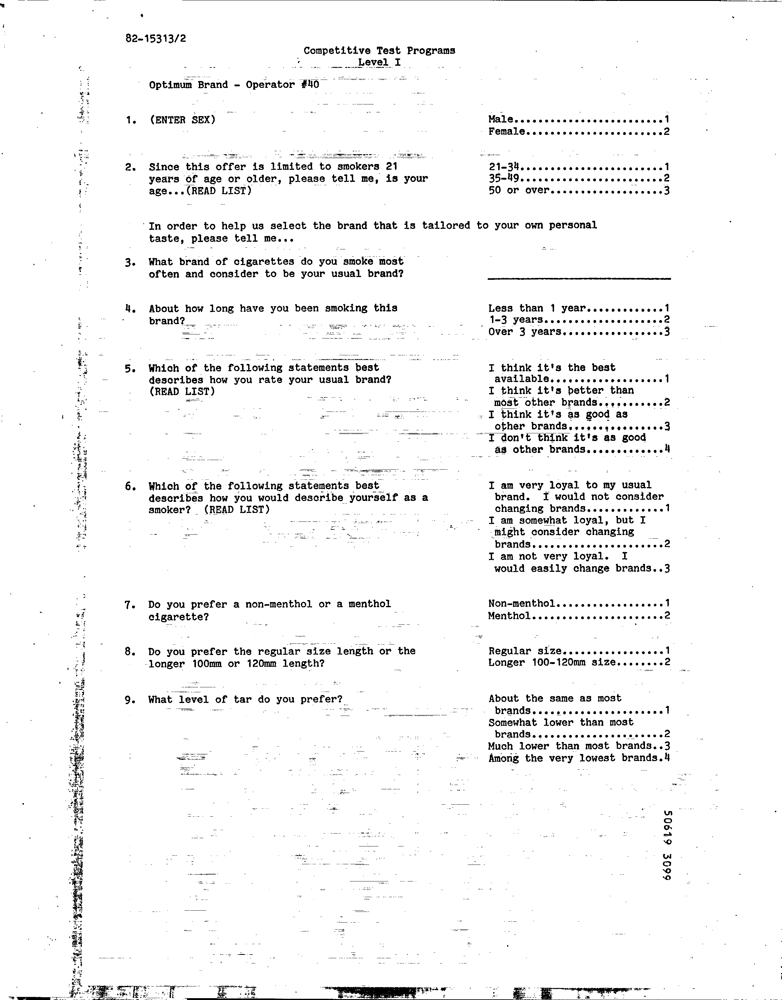 82-15313/2
Competitive Test Programs
Level I
Optimum Brand - Operator #40
1. (ENTER SEX) Male.........................1
Female.......................2
2. Since this offer is limited to smokers 21 21-34........................1
years of age or older, please tell me, is your 35-49........................2
age...(READ LIST) 50 or over...................3
In order to help us select the brand that is tailored to your own personal
taste, please tell me...
3. What brand of cigarettes do you smoke most
often and consider to be your usual brand?
4. About how long have you been smoking this Less than 1 year.............1
brand? 1-3 years....................2
Over 3 years.................3
5. Which of the following statements best I think it's the best
describes how you rate your usual brand? available...................1
(READ LIST) I think it's better than
most other brands...........2
I think it's as good as
other brands................3
I don't think it's as good
as other brands.............4
6. Which of the following statements best I am very loyal to my usual
describes how you would describe yourself as a brand. I would not consider
smoker? (READ LIST) changing brands.............1
I am somewhat loyal, but I
might consider changing
brands......................2
I am not very loyal. I
would easily change brands..3
7. Do you prefer a non-menthol or a menthol Non-menthol..................1
cigarette? Menthol......................2
8. Do you prefer the regular size length or the Regular size.................1
longer 100mm or 120mm length? Longer 100-120mm size........2
9. What level of tar do you prefer? About the same as most
brands......................1
Somewhat lower than most
brands......................2
Much lower than most brands..3
Among the very lowest brands.4
50619 3099